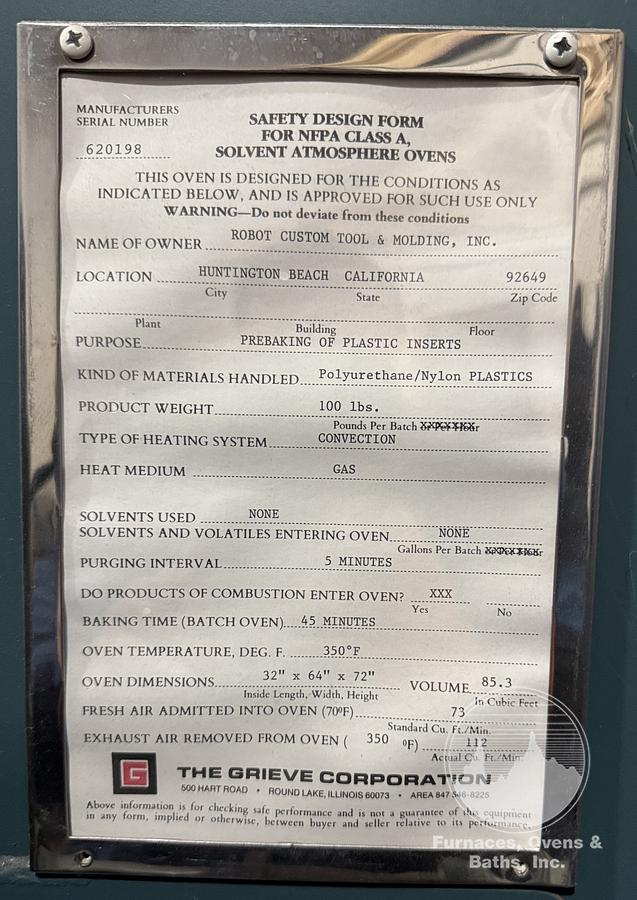 MANUFACTURERS
SERIAL NUMBER
620198
SAFETY DESIGN FORM
FOR NFPA CLASS A,
SOLVENT ATMOSPHERE OVENS
THIS OVEN IS DESIGNED FOR THE CONDITIONS AS
INDICATED BELOW, AND IS APPROVED FOR SUCH USE ONLY
WARNING—Do not deviate from these conditions
NAME OF OWNER ROBOT CUSTOM TOOL & MOLDING, INC.
LOCATION HUNTINGTON BEACH CALIFORNIA 92649
City State Zip Code
Plant Building Floor
PURPOSE PREBAKING OF PLASTIC INSERTS
KIND OF MATERIALS HANDLED Polyurethane/Nylon PLASTICS
PRODUCT WEIGHT 100 lbs.
Pounds Per Batch
TYPE OF HEATING SYSTEM CONVECTION
HEAT MEDIUM GAS
SOLVENTS USED NONE
SOLVENTS AND VOLATILES ENTERING OVEN NONE
Gallons Per Batch
PURGING INTERVAL 5 MINUTES
DO PRODUCTS OF COMBUSTION ENTER OVEN? XXX
Yes No
BAKING TIME (BATCH OVEN) 45 MINUTES
OVEN TEMPERATURE, DEG. F. 350°F
OVEN DIMENSIONS 32" x 64" x 72" VOLUME 85.3
Inside Length, Width, Height In Cubic Feet
FRESH AIR ADMITTED INTO OVEN (70°F) 73
Standard Cu. Ft./Min.
EXHAUST AIR REMOVED FROM OVEN ( 350 °F) 112
Actual Cu. Ft./Min.
G THE GRIEVE CORPORATION
500 HART ROAD • ROUND LAKE, ILLINOIS 60073 • AREA 847 546-8225
Above information is for checking safe performance and is not a guarantee of this equipment
in any form, implied or otherwise, between buyer and seller relative to its performance.
Furnaces, Ovens &
Baths, Inc.